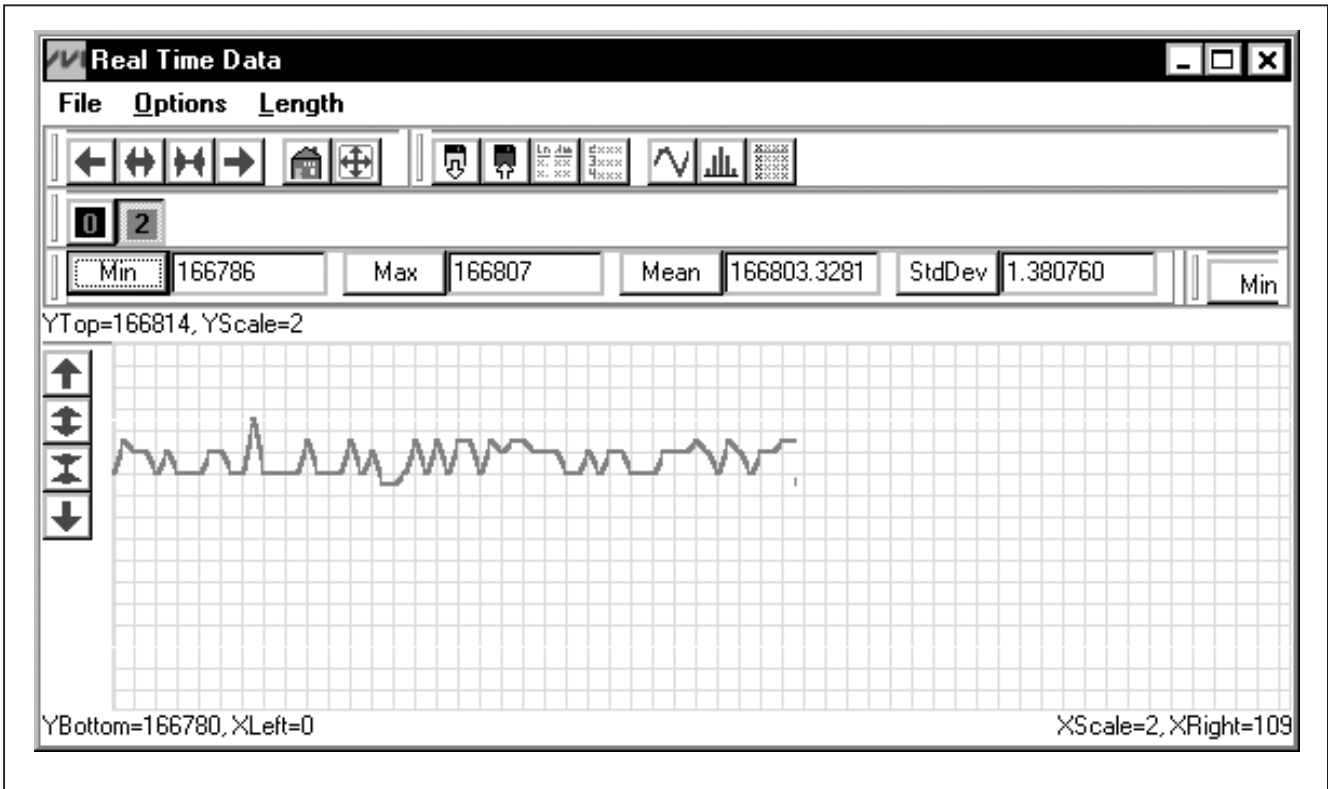 Real Time Data
File Options Length
0 2
Min 166786 Max 166807 Mean 166803.3281 StdDev 1.380760 Min
YTop=166814, YScale=2
YBottom=166780, XLeft=0 XScale=2, XRight=109